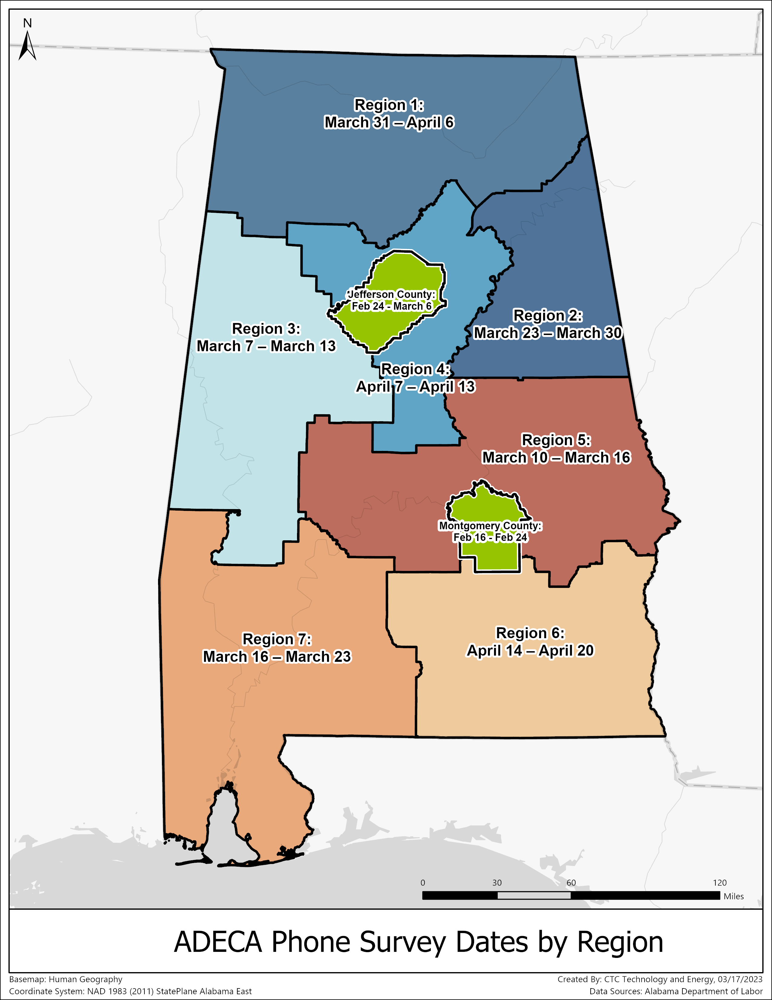 N
Region 1:
March 31 – April 6
Jefferson County:
Feb 24 - March 6
Region 2:
March 23 – March 30
Region 3:
March 7 – March 13
Region 4:
April 7 – April 13
Region 5:
March 10 – March 16
Montgomery County:
Feb 16 - Feb 24
Region 6:
April 14 – April 20
Region 7:
March 16 – March 23
0 30 60 120
Miles
ADECA Phone Survey Dates by Region
Basemap: Human Geography
Coordinate System: NAD 1983 (2011) StatePlane Alabama East
Created By: CTC Technology and Energy, 03/17/2023
Data Sources: Alabama Department of Labor